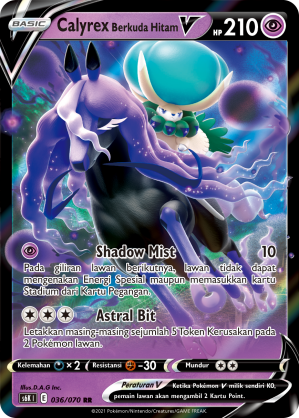 BASIC Calyrex Berkuda Hitam V HP 210
Shadow Mist 10
Pada giliran lawan berikutnya, lawan tidak dapat
mengenakan Energi Spesial maupun memasukkan kartu
Stadium dari Kartu Pegangan.
Astral Bit
Letakkan masing-masing sejumlah 5 Token Kerusakan pada
2 Pokémon lawan.
Kelemahan ×2 Resistansi -30 Mundur
Illus.D.A.G Inc.
s6K I E 036/070 RR
Peraturan V Ketika Pokémon V milik sendiri KO,
pemain lawan akan mengambil 2 Kartu Point.
©2021 Pokémon/Nintendo/Creatures/GAME FREAK.